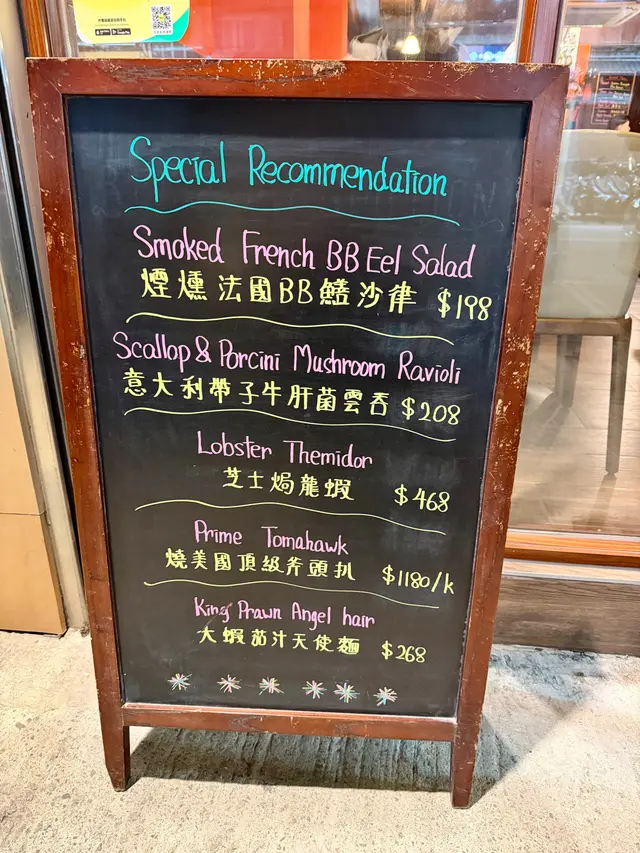 Special Recommendation
Smoked French BB Eel Salad
煙燻法國BB鱔沙律 $198
Scallop & Porcini Mushroom Ravioli
意大利帶子牛肝菌雲吞 $208
Lobster Themidor
芝士焗龍蝦 $468
Prime Tomahawk
燒美國頂級斧頭扒 $1180/k
King Prawn Angel hair
大蝦茄汁天使麵 $268